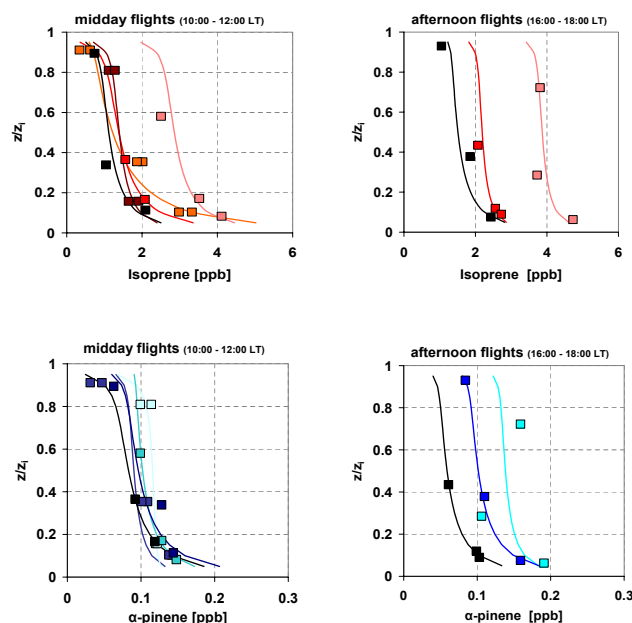 midday flights (10:00 - 12:00 LT)
1
0.8
0.6
0.4
0.2
0
z/zi
0 2 4 6
Isoprene [ppb]
afternoon flights (16:00 - 18:00 LT)
1
0.8
0.6
0.4
0.2
0
z/zi
0 2 4 6
Isoprene [ppb]
midday flights (10:00 - 12:00 LT)
1
0.8
0.6
0.4
0.2
0
z/zi
0 0.1 0.2 0.3
α-pinene [ppb]
afternoon flights (16:00 - 18:00 LT)
1
0.8
0.6
0.4
0.2
0
z/zi
0 0.1 0.2 0.3
α-pinene [ppb]